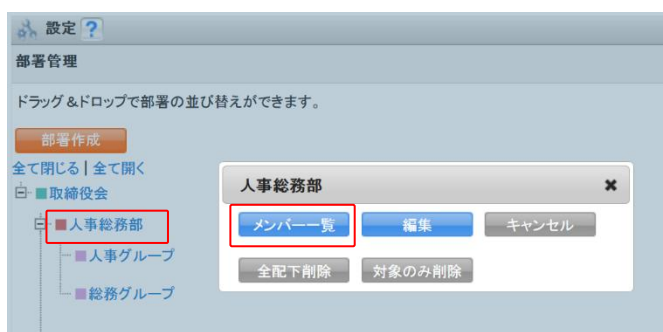 設定 ?
部署管理
ドラッグ&ドロップで部署の並び替えができます。
部署作成
全て閉じる | 全て開く
取締役会
人事総務部
人事グループ
総務グループ
人事総務部 ✖
メンバー一覧 編集 キャンセル
全配下削除 対象のみ削除